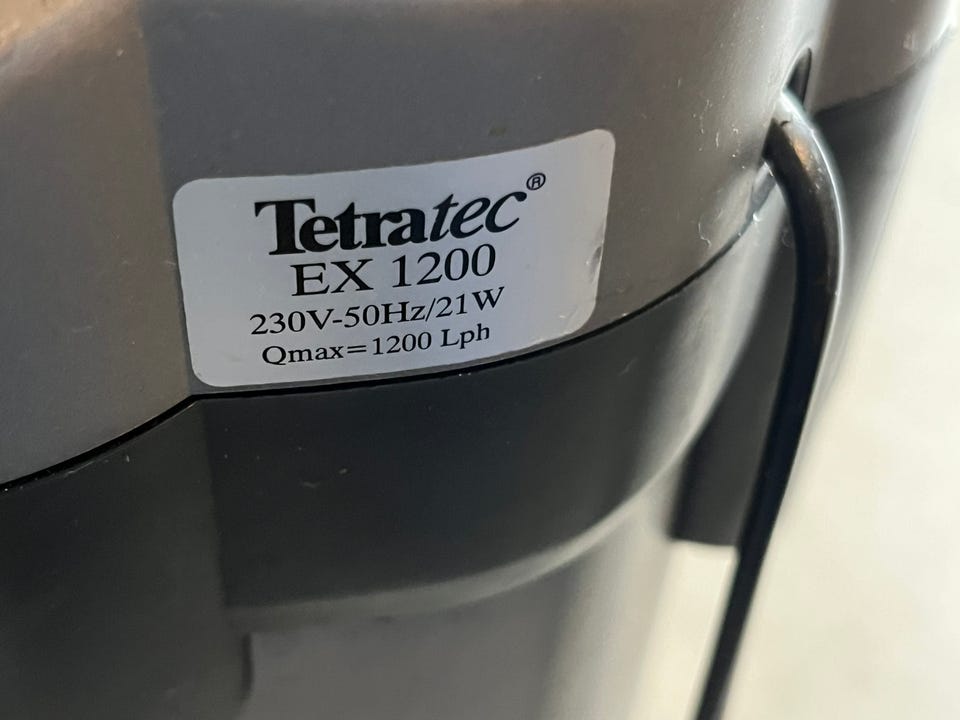 Tetratec®
EX 1200
230V-50Hz/21W
Qmax=1200 Lph